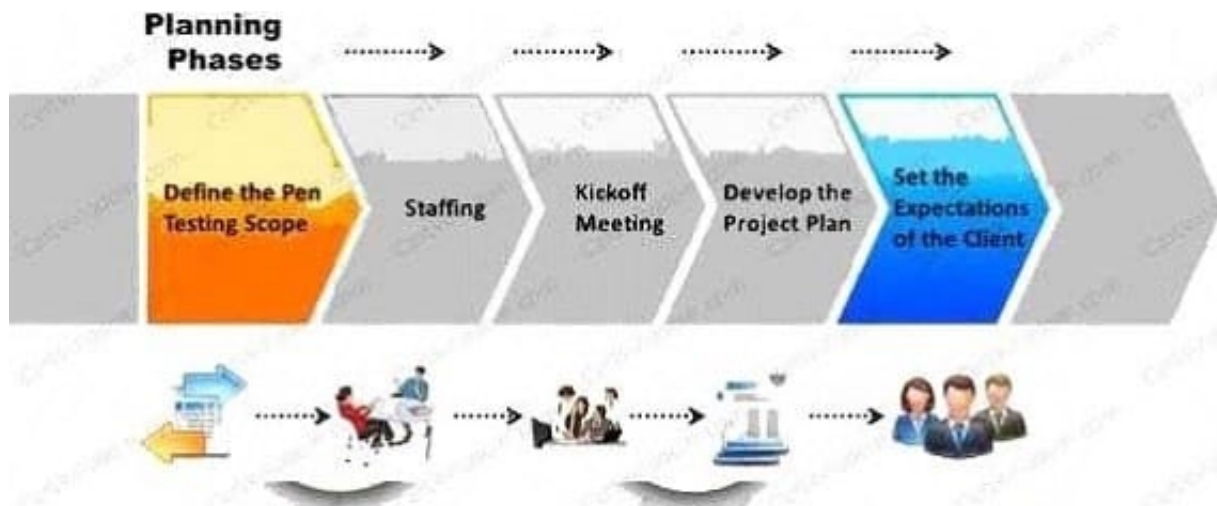 Planning
Phases
Define the Pen
Testing Scope
Staffing
Kickoff
Meeting
Develop the
Project Plan
Set the
Expectations
of the Client